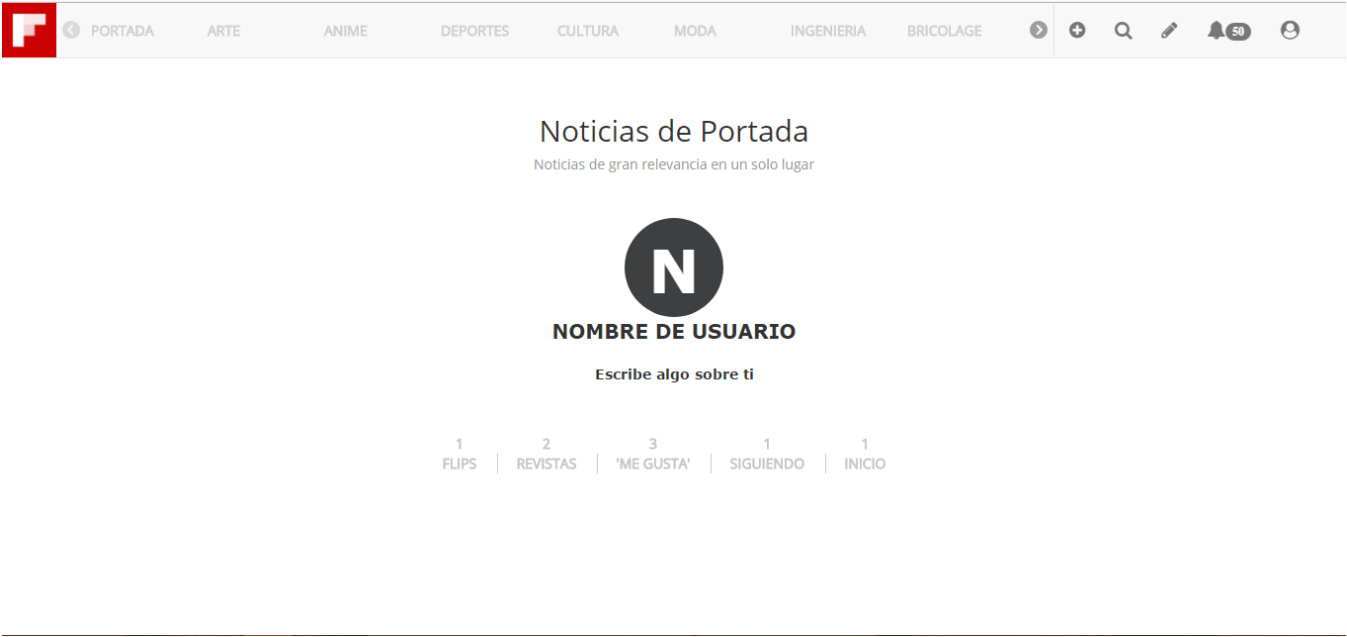 PORTADA ARTE ANIME DEPORTES CULTURA MODA INGENIERIA BRICOLAGE 50
Noticias de Portada
Noticias de gran relevancia en un solo lugar
N
NOMBRE DE USUARIO
Escribe algo sobre ti
1 2 3 1 1
FLIPS REVISTAS 'ME GUSTA' SIGUIENDO INICIO